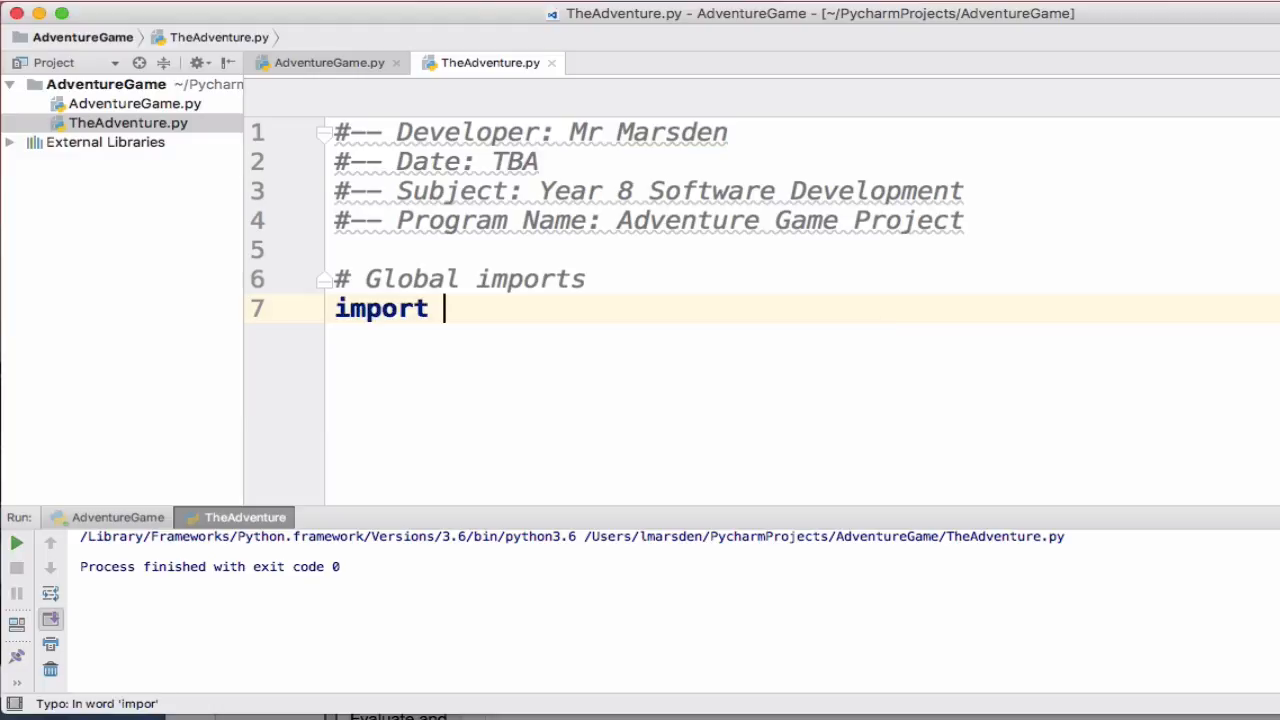 TheAdventure.py - AdventureGame - [~/PycharmProjects/AdventureGame]
AdventureGame TheAdventure.py
Project AdventureGame.py TheAdventure.py
AdventureGame ~/Pycharm
AdventureGame.py
TheAdventure.py
External Libraries
1 #-- Developer: Mr Marsden
2 #-- Date: TBA
3 #-- Subject: Year 8 Software Development
4 #-- Program Name: Adventure Game Project
5
6 # Global imports
7 import
Run: AdventureGame TheAdventure
/Library/Frameworks/Python.framework/Versions/3.6/bin/python3.6 /Users/lmarsden/PycharmProjects/AdventureGame/TheAdventure.py
Process finished with exit code 0
Typo: In word 'impor'
Evaluate and